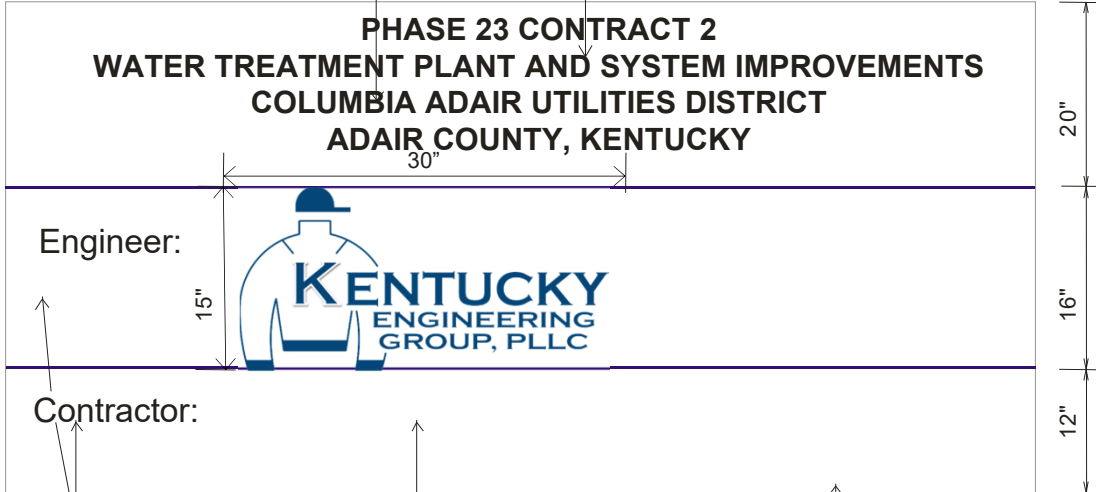 PHASE 23 CONTRACT 2
WATER TREATMENT PLANT AND SYSTEM IMPROVEMENTS
COLUMBIA ADAIR UTILITIES DISTRICT
ADAIR COUNTY, KENTUCKY
20"
30”
Engineer:
15"
KENTUCKY
ENGINEERING
GROUP, PLLC
16"
Contractor:
12"